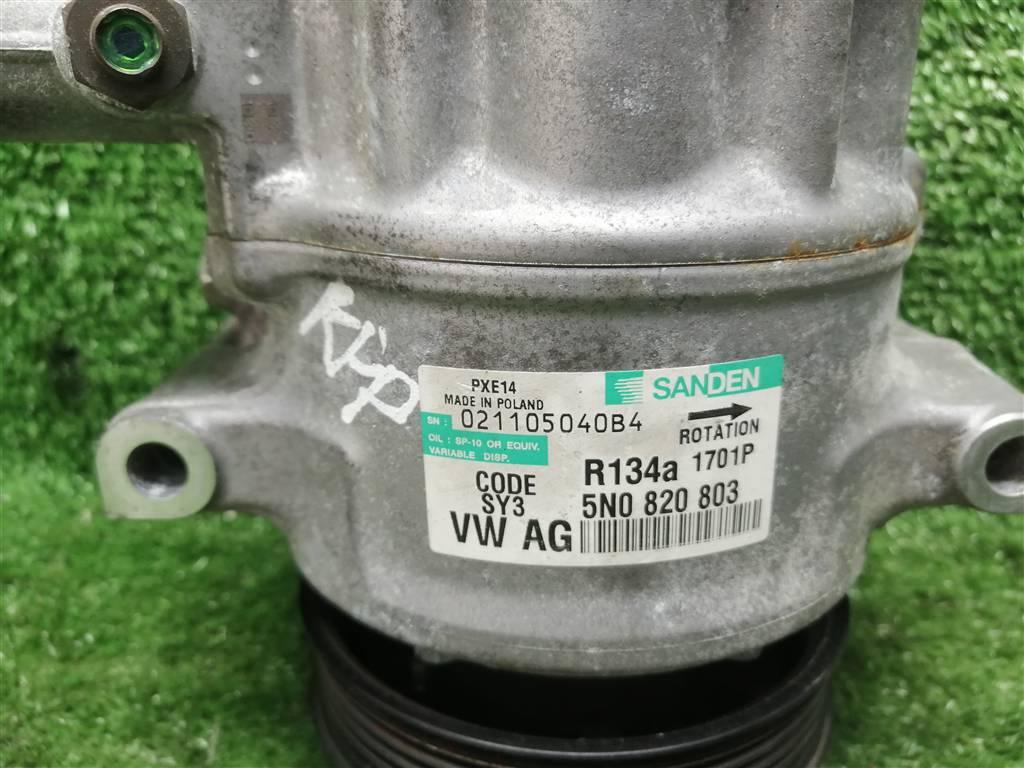 PXE14
MADE IN POLAND
SANDEN
SN : 021105040B4
ROTATION
OIL : SP-10 OR EQUIV.
VARIABLE DISP.
R134a 1701P
CODE
SY3
5N0 820 803
VW AG